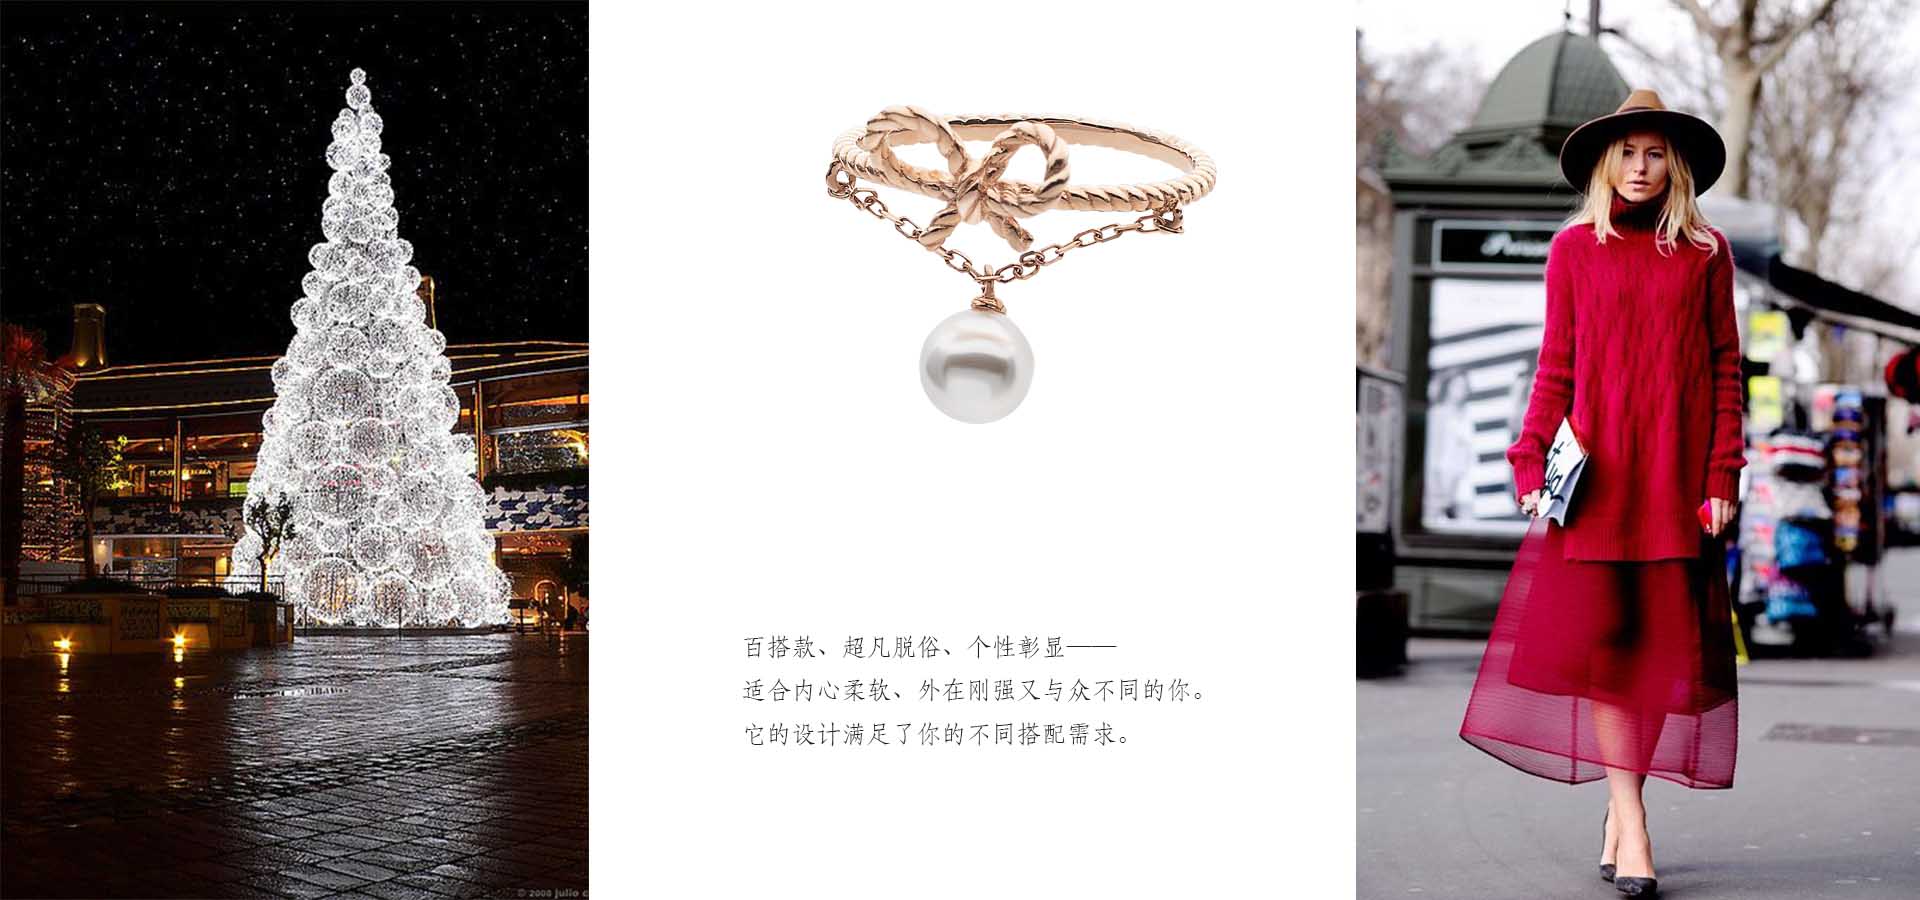 百搭款、超凡脱俗、个性彰显——
适合内心柔软、外在刚强又与众不同的你。
它的设计满足了你的不同搭配需求。
© 2008 julio c